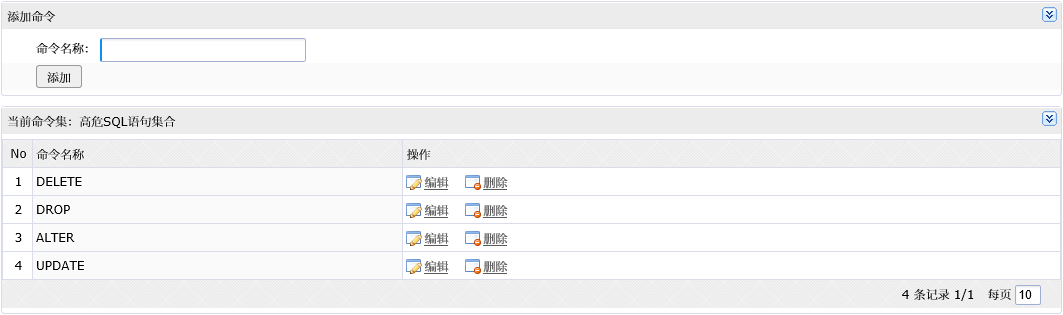 添加命令
命令名称:
添加
当前命令集: 高危SQL语句集合
No 命令名称 操作
1 DELETE 编辑 删除
2 DROP 编辑 删除
3 ALTER 编辑 删除
4 UPDATE 编辑 删除
4 条记录 1/1 每页 10